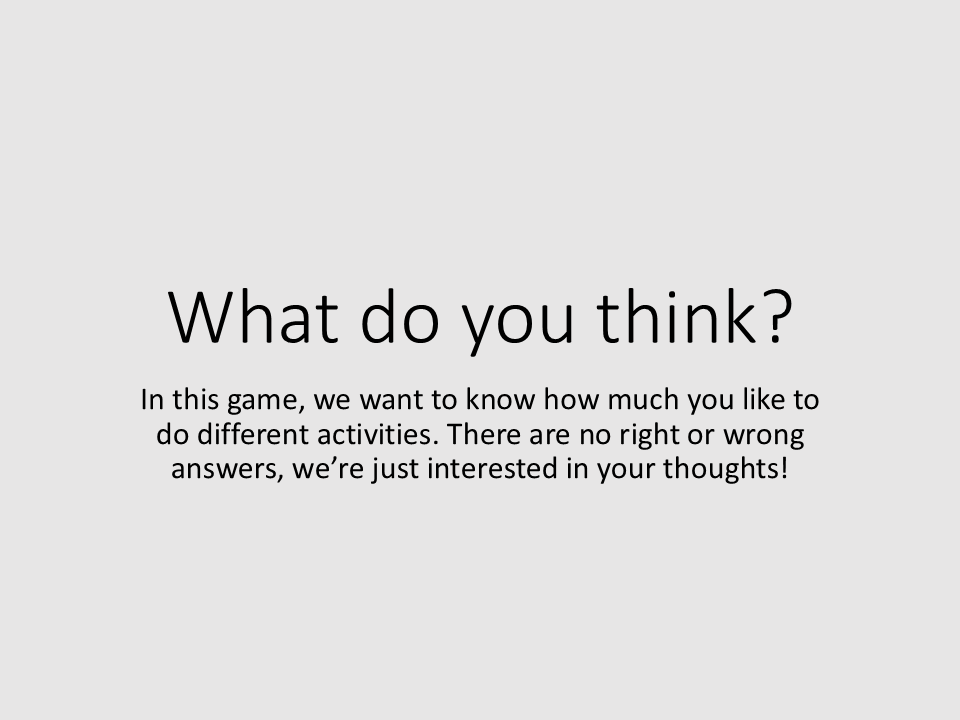 What do you think?
In this game, we want to know how much you like to
do different activities. There are no right or wrong
answers, we’re just interested in your thoughts!